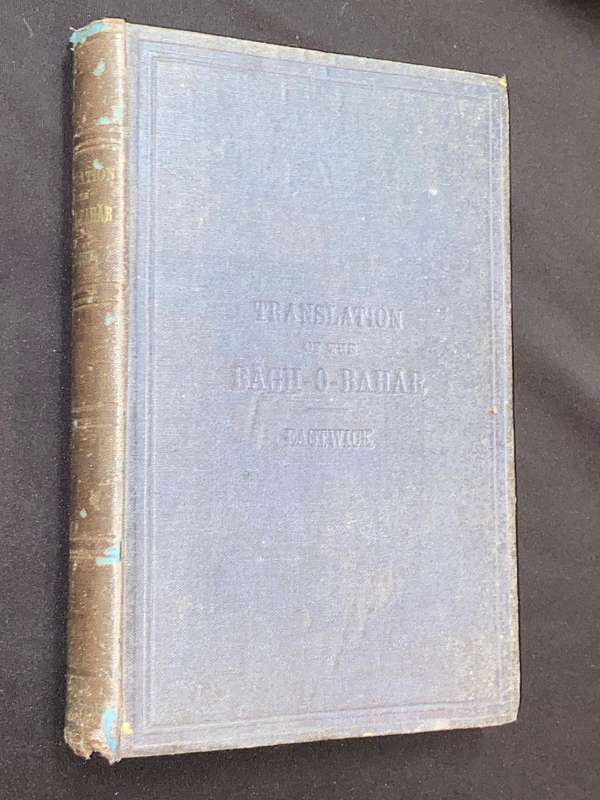 TRANSLATION
OF THE
BAGH-O-BAHAR,
EASTWICK,